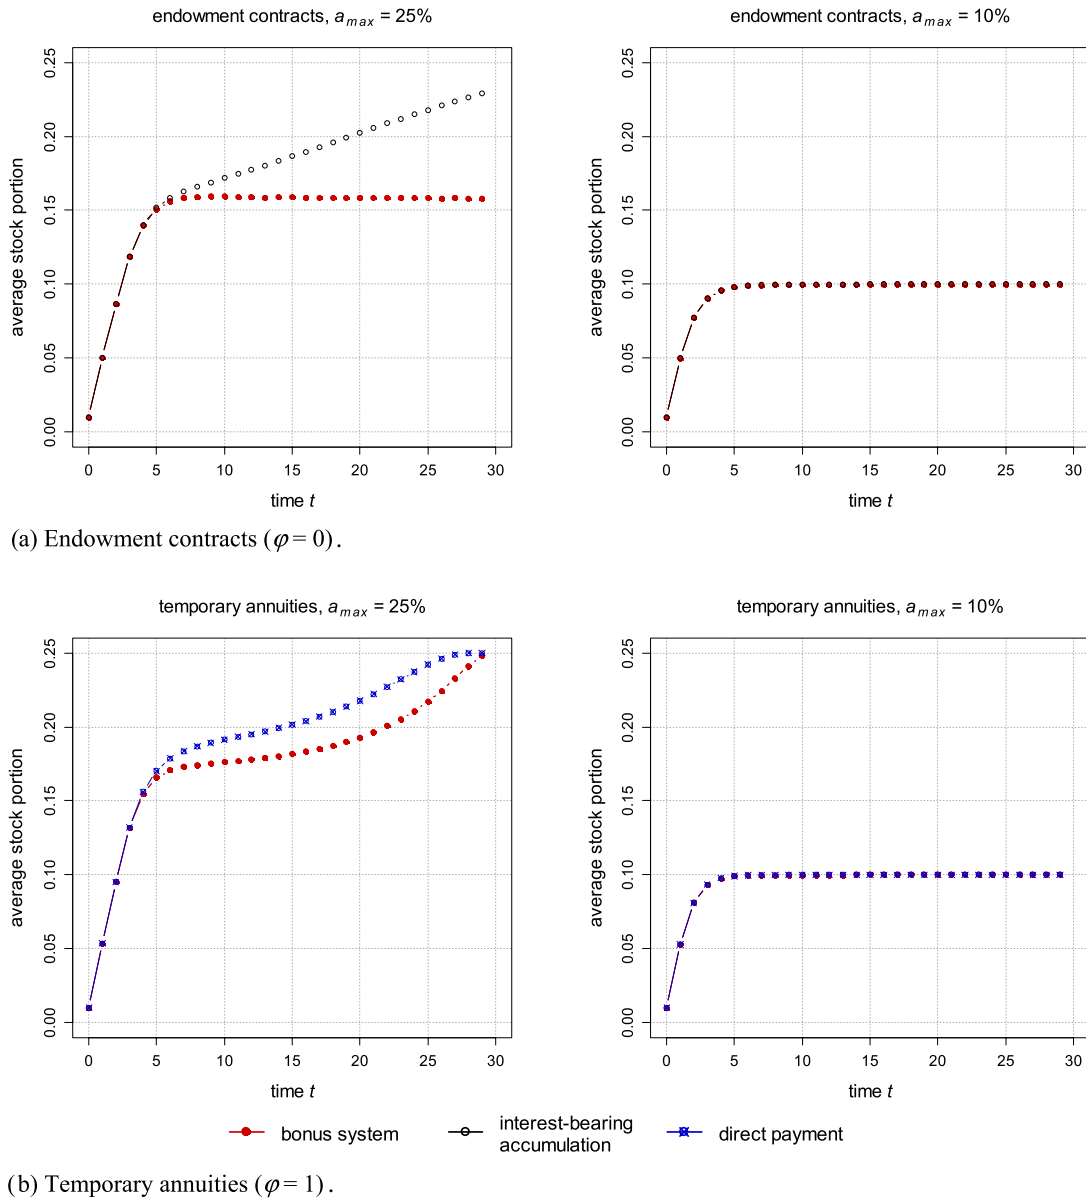 endowment contracts, a_max = 25%
endowment contracts, a_max = 10%
average stock portion
0.00 0.05 0.10 0.15 0.20 0.25
0 5 10 15 20 25 30
time t
average stock portion
0.00 0.05 0.10 0.15 0.20 0.25
0 5 10 15 20 25 30
time t
(a) Endowment contracts (φ = 0).
temporary annuities, a_max = 25%
temporary annuities, a_max = 10%
average stock portion
0.00 0.05 0.10 0.15 0.20 0.25
0 5 10 15 20 25 30
time t
average stock portion
0.00 0.05 0.10 0.15 0.20 0.25
0 5 10 15 20 25 30
time t
bonus system
interest-bearing
accumulation
direct payment
(b) Temporary annuities (φ = 1).